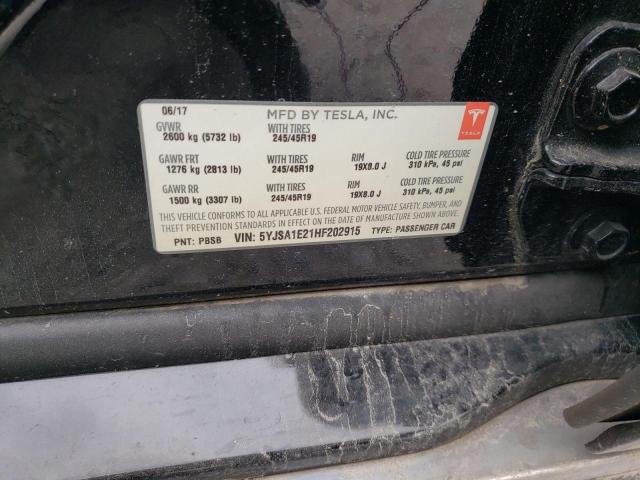 06/17 MFD BY TESLA, INC.
GVWR WITH TIRES
2600 kg (5732 lb) 245/45R19
GAWR FRT WITH TIRES RIM COLD TIRE PRESSURE
1276 kg (2813 lb) 245/45R19 19X8.0 J 310 kPa, 45 psi
GAWR RR WITH TIRES RIM COLD TIRE PRESSURE
1500 kg (3307 lb) 245/45R19 19X8.0 J 310 kPa, 45 psi
THIS VEHICLE CONFORMS TO ALL APPLICABLE U.S. FEDERAL MOTOR VEHICLE SAFETY, BUMPER, AND
THEFT PREVENTION STANDARDS IN EFFECT ON THE DATE OF MANUFACTURE SHOWN ABOVE.
PNT: PBSB VIN: 5YJSA1E21HF202915 TYPE: PASSENGER CAR
TESLA